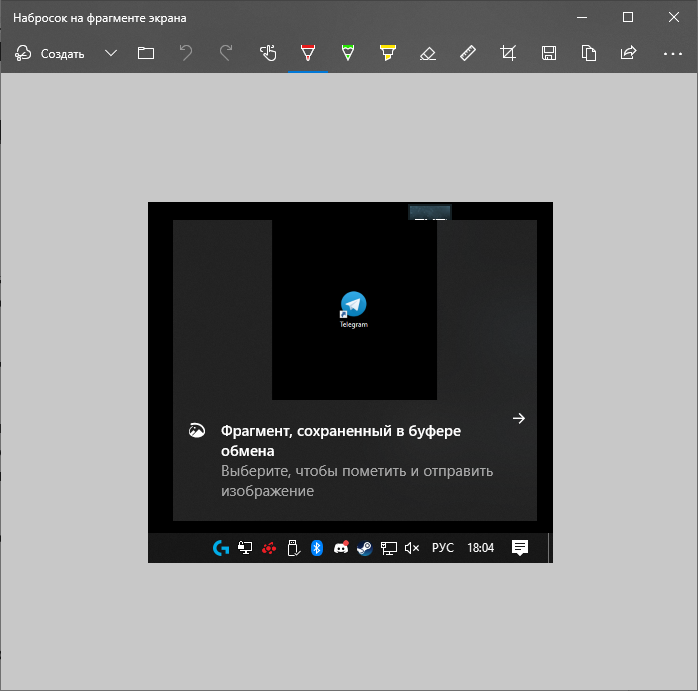 Набросок на фрагменте экрана
Создать
Telegram
Фрагмент, сохраненный в буфере
обмена
Выберите, чтобы пометить и отправить
изображение
РУС 18:04